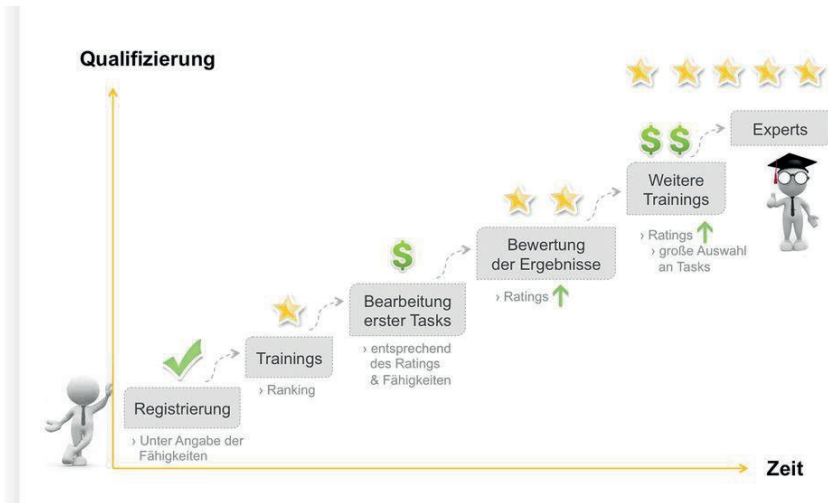 Qualifizierung
Experts
$ $
Weitere
Trainings
› Ratings
› große Auswahl
an Tasks
Bewertung
der Ergebnisse
› Ratings
$
Bearbeitung
erster Tasks
› entsprechend
des Ratings
& Fähigkeiten
Trainings
› Ranking
Registrierung
› Unter Angabe der
Fähigkeiten
Zeit